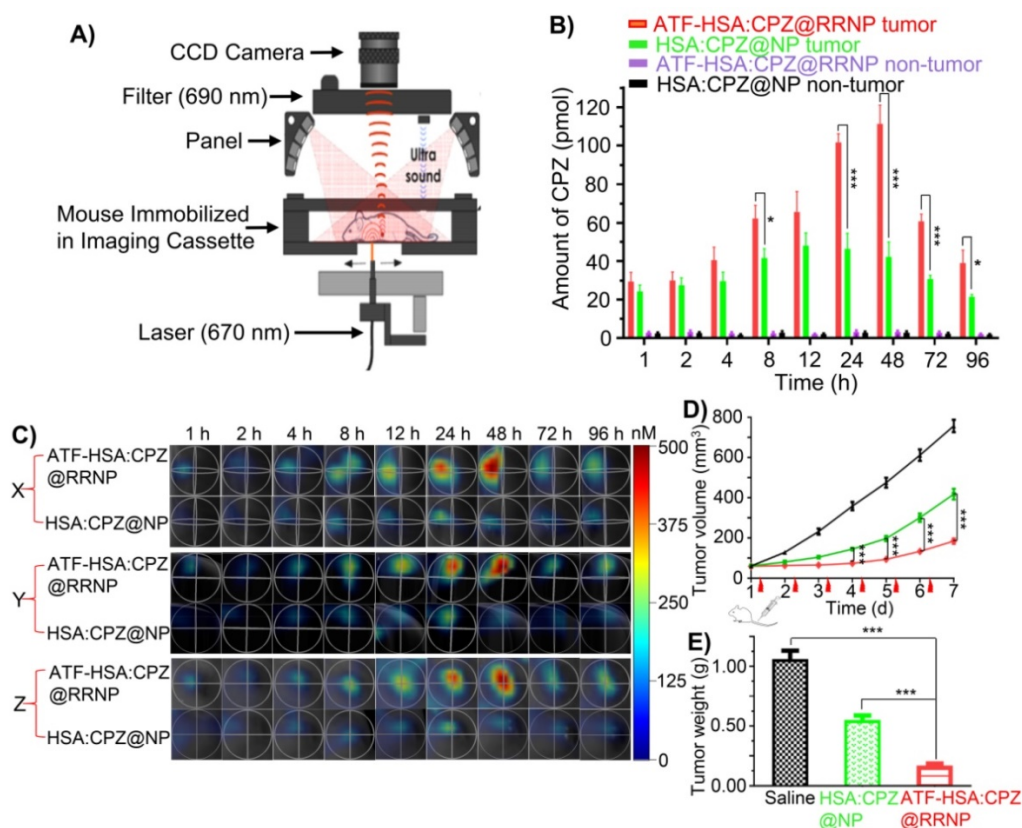 A)
CCD Camera
Filter (690 nm)
Panel
Ultra
sound
Mouse Immobilized
in Imaging Cassette
Laser (670 nm)
B)
ATF-HSA:CPZ@RRNP tumor
HSA:CPZ@NP tumor
ATF-HSA:CPZ@RRNP non-tumor
HSA:CPZ@NP non-tumor
Amount of CPZ (pmol)
120
100
80
60
40
20
0
*
***
***
***
*
1 2 4 8 12 24 48 72 96
Time (h)
C)
1 h 2 h 4 h 8 h 12 h 24 h 48 h 72 h 96 h nM
X
ATF-HSA:CPZ
@RRNP
HSA:CPZ@NP
Y
ATF-HSA:CPZ
@RRNP
HSA:CPZ@NP
Z
ATF-HSA:CPZ
@RRNP
HSA:CPZ@NP
500
375
250
125
0
D)
Tumor volume (mm³)
800
600
400
200
0
***
***
***
***
1 2 3 4 5 6 7
Time (d)
E)
Tumor weight (g)
1.00
0.50
0.00
***
***
Saline
HSA:CPZ
@NP
ATF-HSA:CPZ
@RRNP